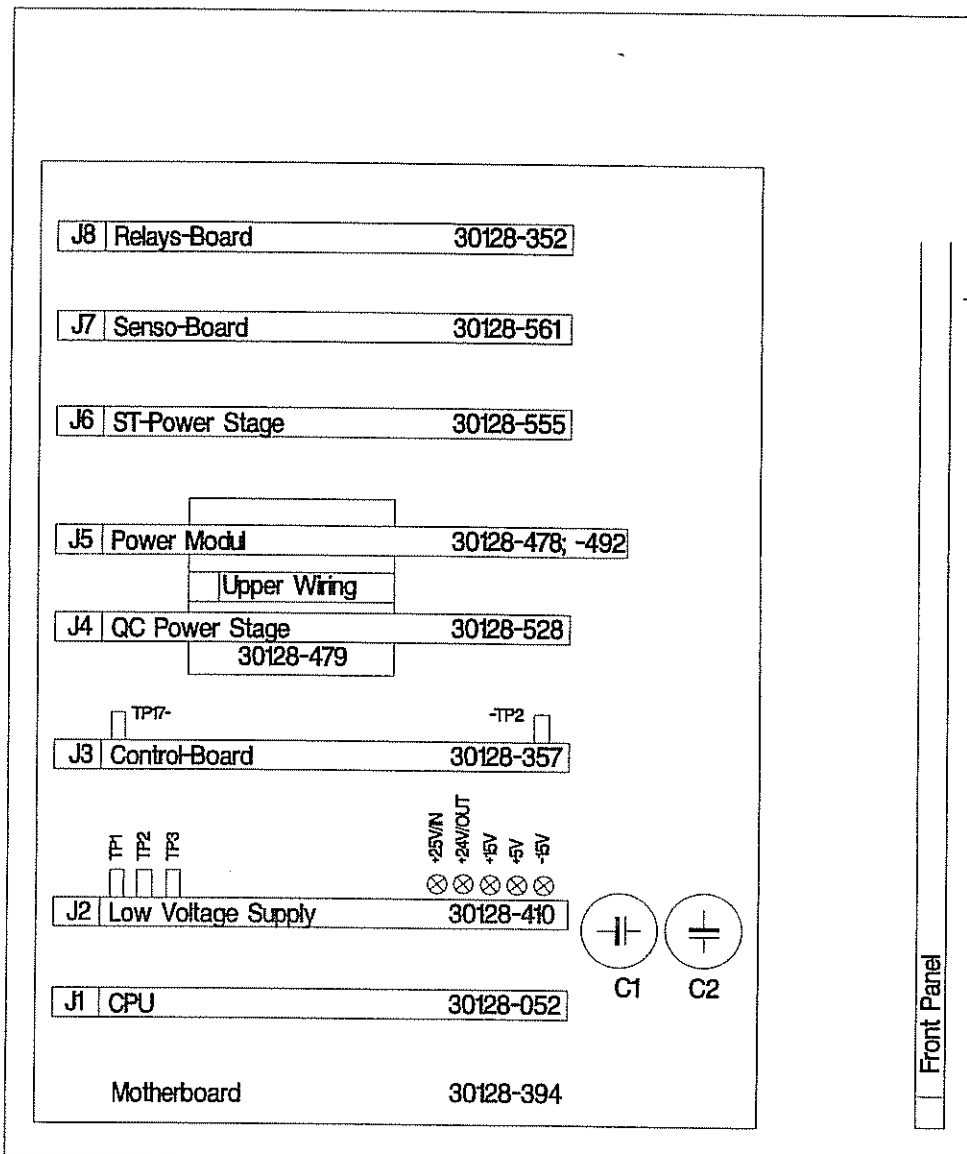 J8 Relays-Board 30128-352
J7 Senso-Board 30128-561
J6 ST-Power Stage 30128-555
J5 Power Modul 30128-478; -492
Upper Wiring
J4 QC Power Stage 30128-528
30128-479
TP17- -TP2
J3 Control-Board 30128-357
TP1 TP2 TP3 +25V/IN +24V/OUT +15V +5V -15V
J2 Low Voltage Supply 30128-410
C1 C2
J1 CPU 30128-052
Motherboard 30128-394
Front Panel